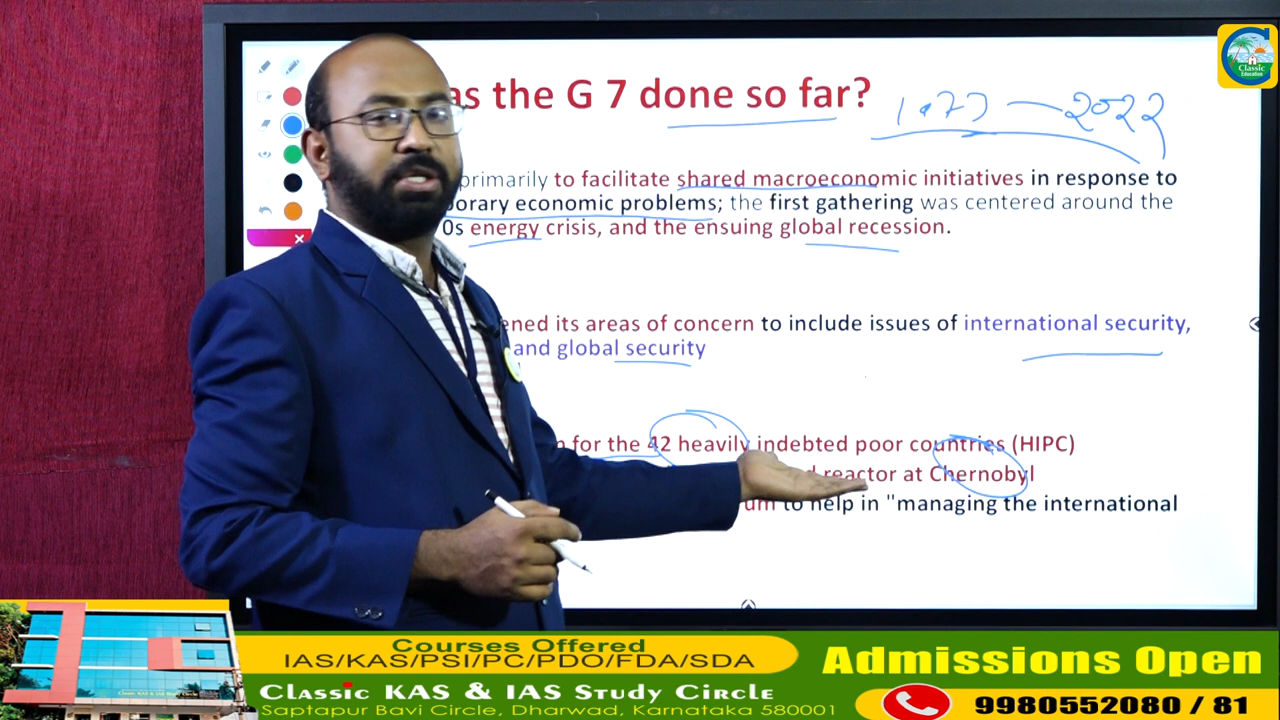 as the G 7 done so far?
1973 — 2022
primarily to facilitate shared macroeconomic initiatives in response to
orary economic problems; the first gathering was centered around the
0s energy crisis, and the ensuing global recession.
ened its areas of concern to include issues of international security,
and global security
for the 42 heavily indebted poor countries (HIPC)
reactor at Chernobyl
um to help in "managing the international
Classic
Education
Courses Offered
IAS/KAS/PSI/PC/PDO/FDA/SDA
Classic KAS & IAS Study Circle
Saptapur Bavi Circle, Dharwad, Karnataka 580001
Admissions Open
9980552080 / 81